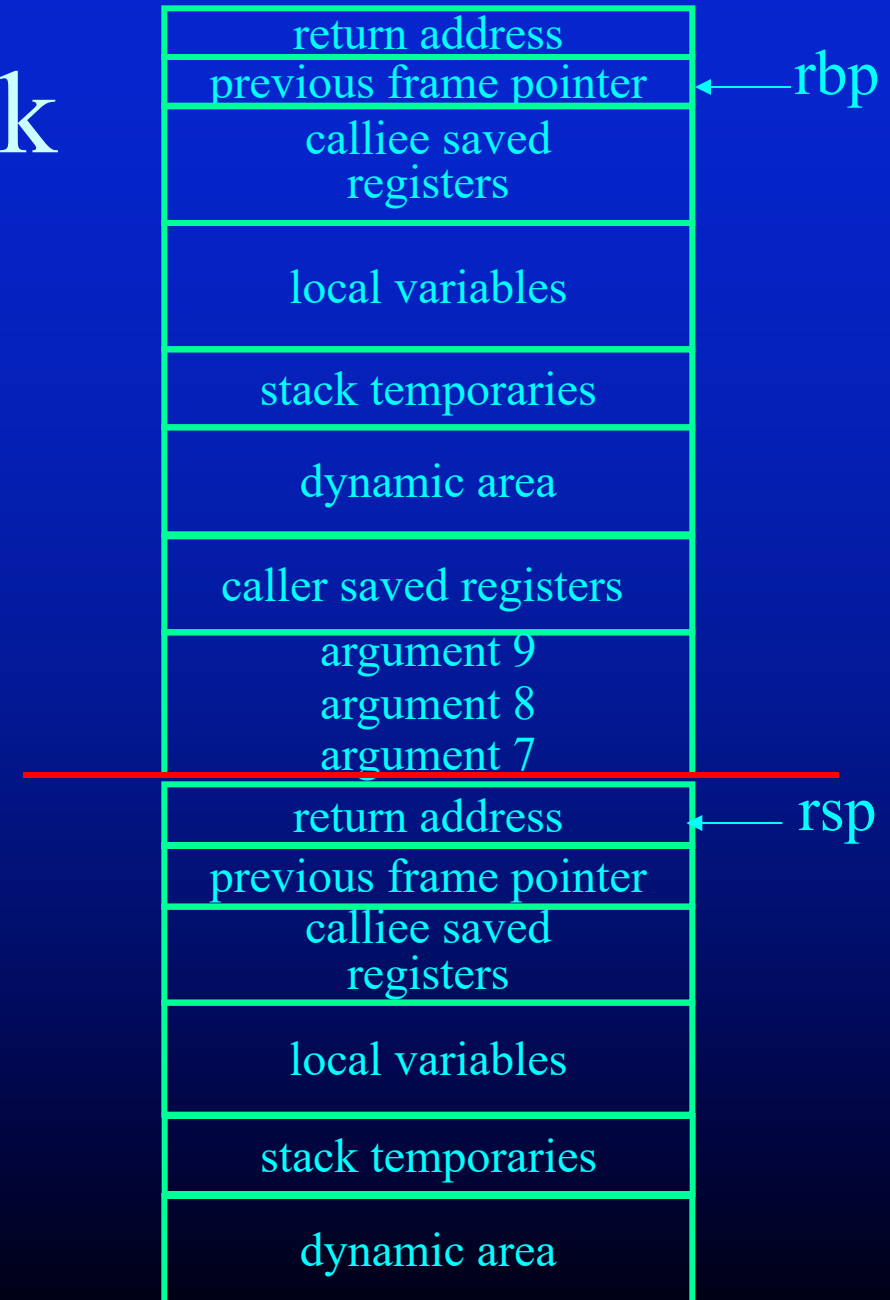 return address
previous frame pointer
rbp
k
calliee saved
registers
local variables
stack temporaries
dynamic area
caller saved registers
argument 9
argument 8
argument 7
return address
rsp
previous frame pointer
calliee saved
registers
local variables
stack temporaries
dynamic area